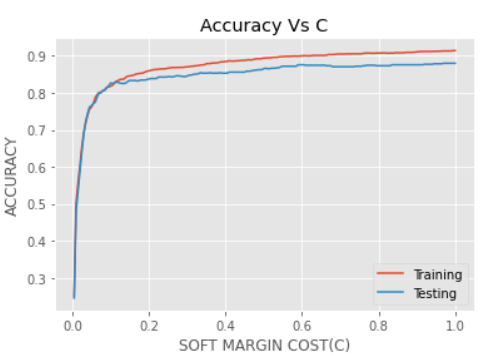 Accuracy Vs C
ACCURACY
0.9
0.8
0.7
0.6
0.5
0.4
0.3
Training
Testing
0.0 0.2 0.4 0.6 0.8 1.0
SOFT MARGIN COST(C)